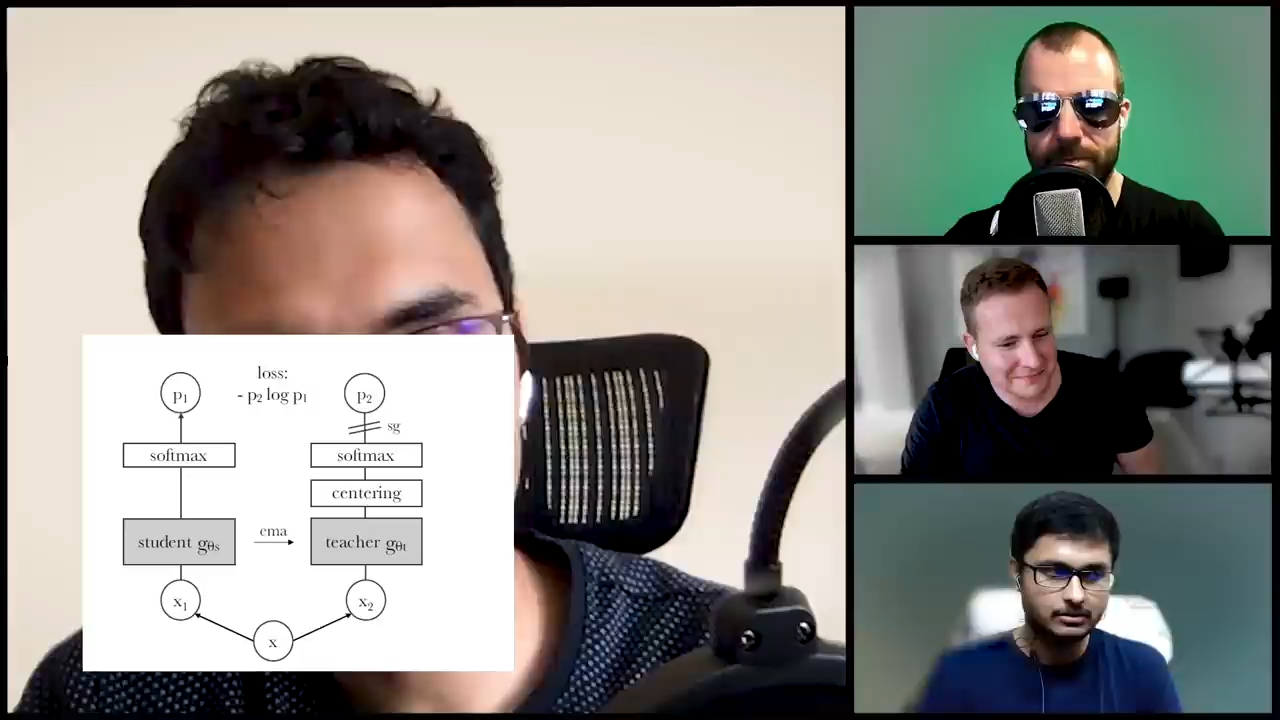 loss:
p1
- p2 log p1
p2
sg
softmax
softmax
centering
student gθs
ema
teacher gθt
x1
x2
x